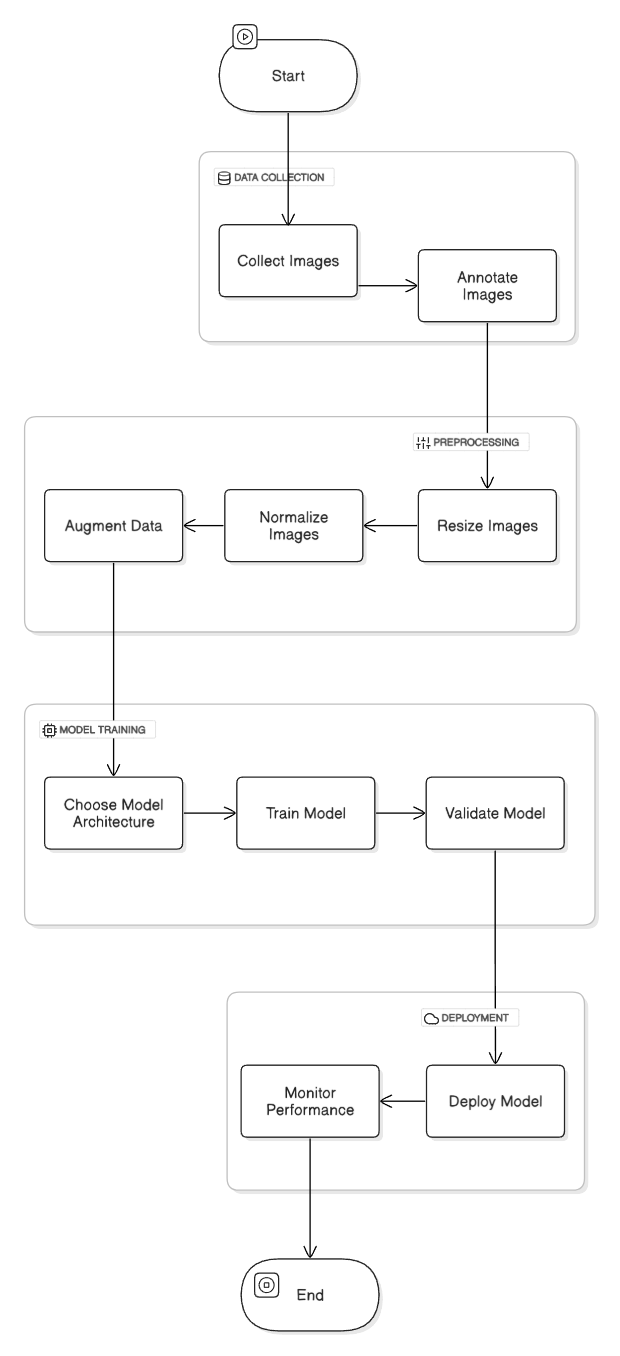 Start
DATA COLLECTION
Collect Images
Annotate
Images
PREPROCESSING
Resize Images
Normalize
Images
Augment Data
MODEL TRAINING
Choose Model
Architecture
Train Model
Validate Model
DEPLOYMENT
Deploy Model
Monitor
Performance
End